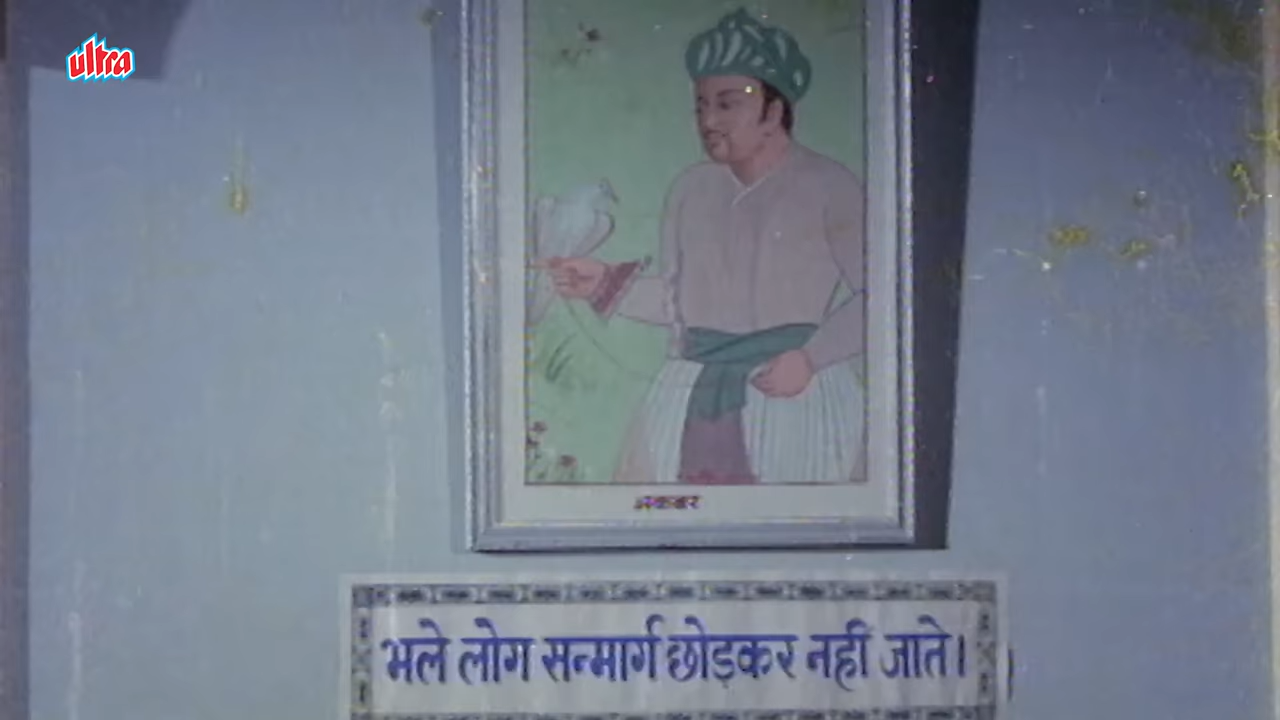 ultra
अकबर
भले लोग सन्मार्ग छोड़कर नहीं जाते।